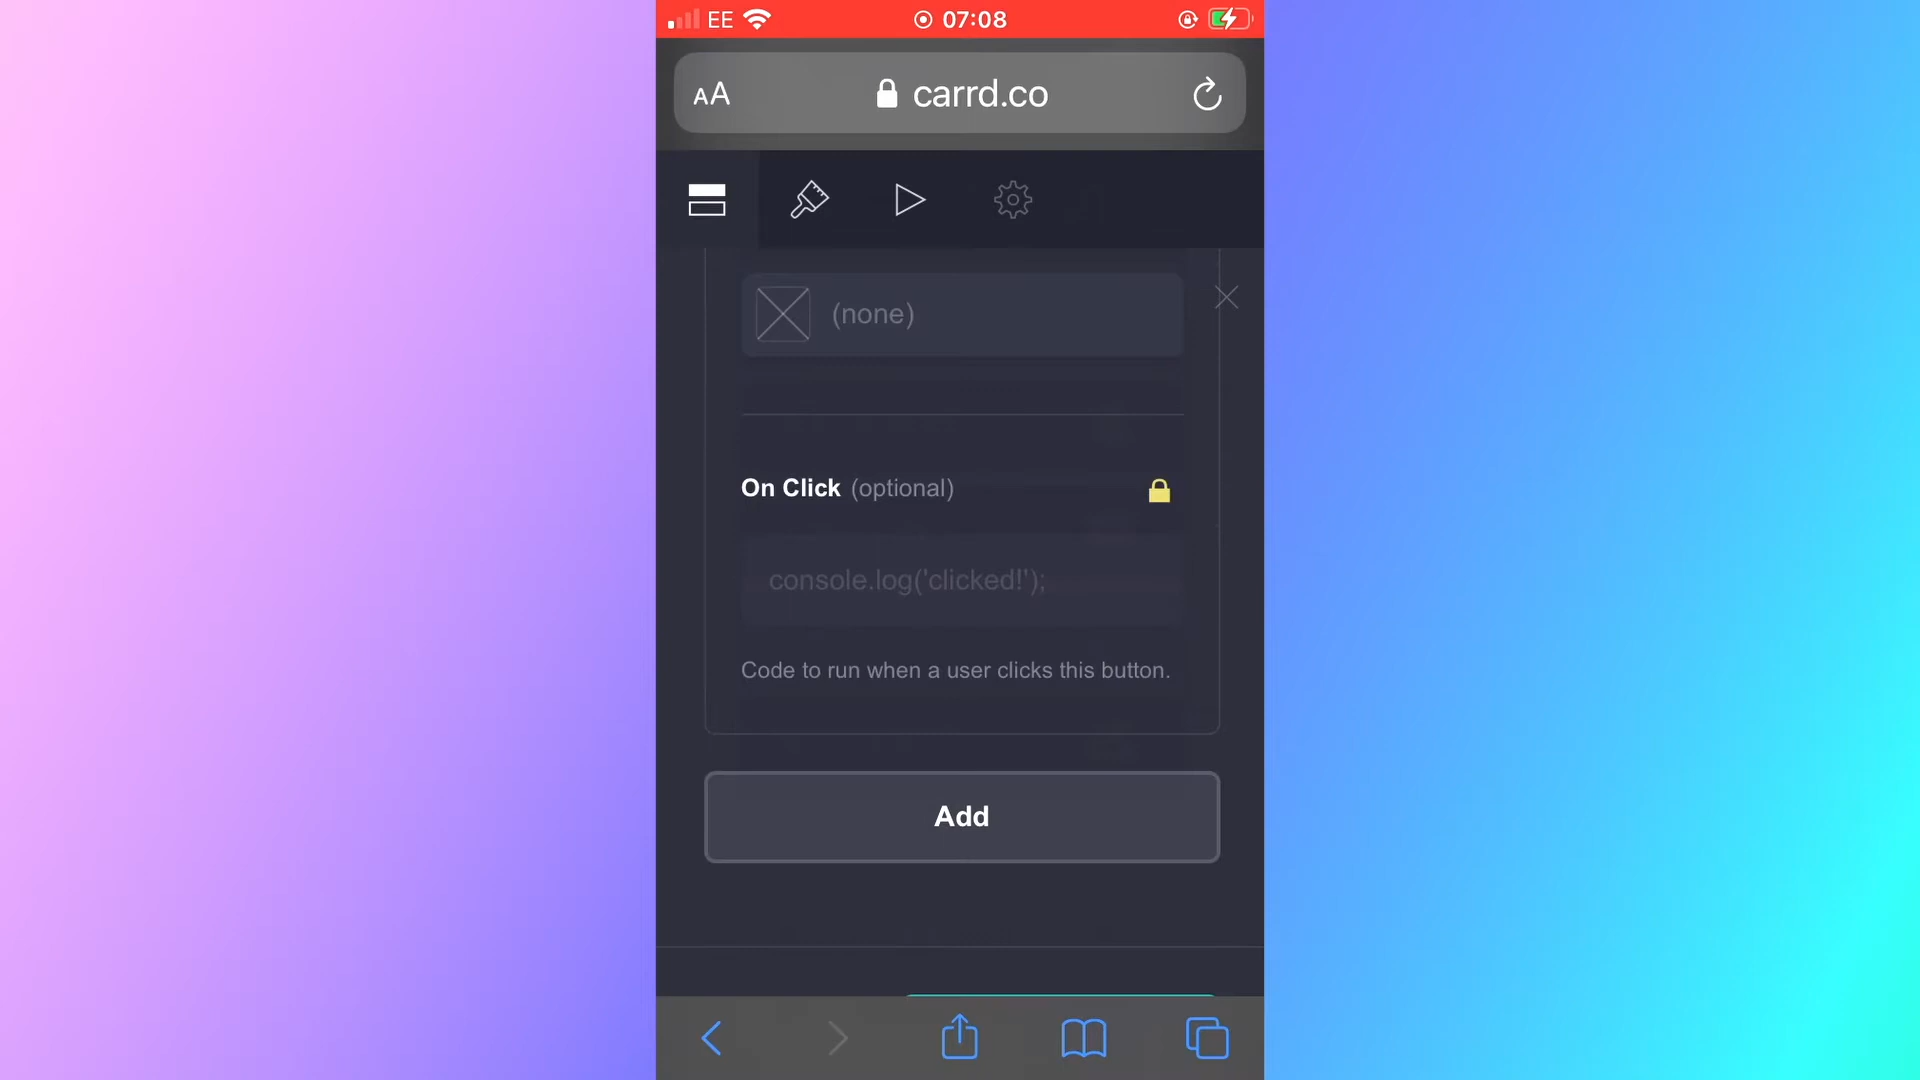 EE 07:08
AA carrd.co
(none)
On Click (optional)
console.log('clicked!');
Code to run when a user clicks this button.
Add